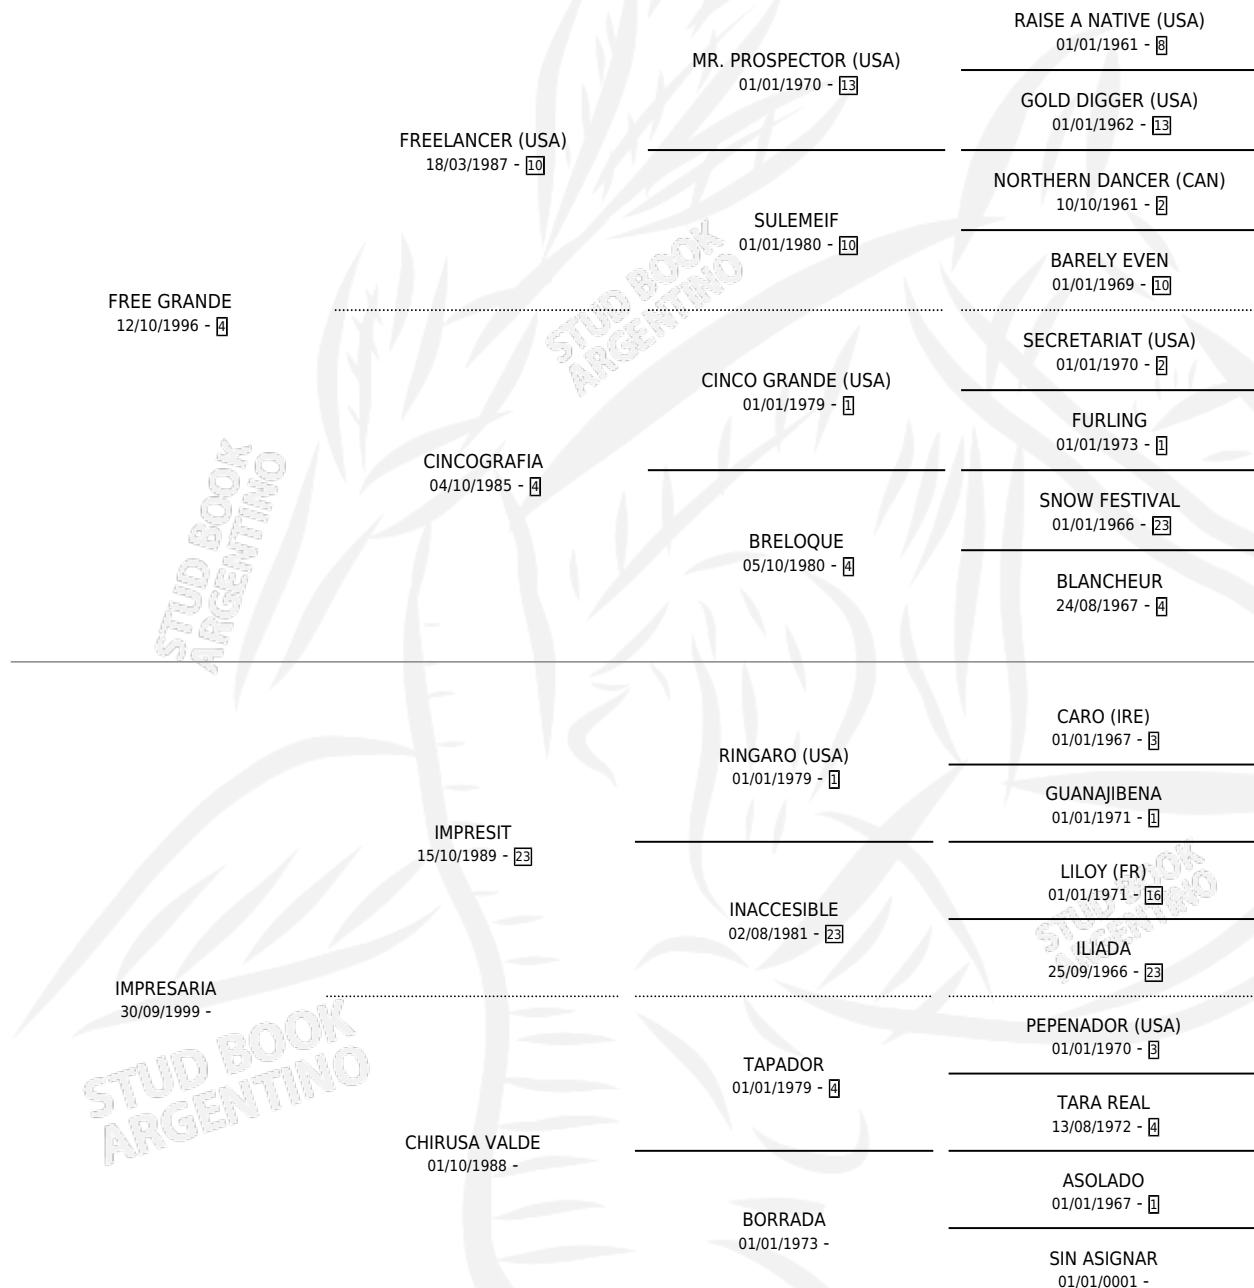 RAISE A NATIVE (USA)
01/01/1961 - 8
MR. PROSPECTOR (USA)
01/01/1970 - 13
GOLD DIGGER (USA)
01/01/1962 - 13
FREELANCER (USA)
18/03/1987 - 10
NORTHERN DANCER (CAN)
10/10/1961 - 2
SULEMEIF
01/01/1980 - 10
BARELY EVEN
01/01/1969 - 10
FREE GRANDE
12/10/1996 - 4
SECRETARIAT (USA)
01/01/1970 - 2
CINCO GRANDE (USA)
01/01/1979 - 1
FURLING
01/01/1973 - 1
CINCOGRAFIA
04/10/1985 - 4
SNOW FESTIVAL
01/01/1966 - 23
BRELOQUE
05/10/1980 - 4
BLANCHEUR
24/08/1967 - 4
CARO (IRE)
01/01/1967 - 3
RINGARO (USA)
01/01/1979 - 1
GUANAJIBENA
01/01/1971 - 1
IMPRESIT
15/10/1989 - 23
LILOY (FR)
01/01/1971 - 16
INACCESIBLE
02/08/1981 - 23
ILIADA
25/09/1966 - 23
IMPRESARIA
30/09/1999 -
PEPENADOR (USA)
01/01/1970 - 3
TAPADOR
01/01/1979 - 4
TARA REAL
13/08/1972 - 4
CHIRUSA VALDE
01/10/1988 -
ASOLADO
01/01/1967 - 1
BORRADA
01/01/1973 -
SIN ASIGNAR
01/01/0001 -
STUD BOOK
ARGENTINO
STUD BOOK
ARGENTINO
STUD BOOK
ARGENTINO
STUD BOOK
ARGENTINO